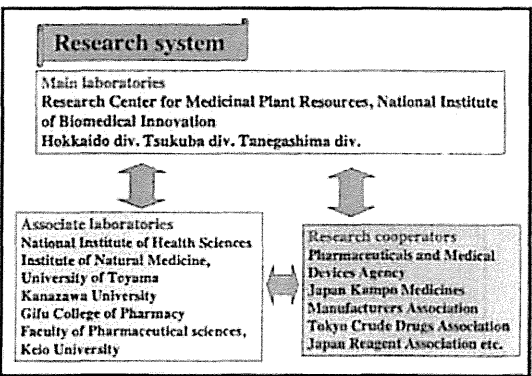 Research system
Main laboratories
Research Center for Medicinal Plant Resources, National Institute
of Biomedical Innovation
Hokkaido div. Tsukuba div. Tanegashima div.
Associate laboratories
National Institute of Health Sciences
Institute of Natural Medicine,
University of Toyama
Kanazawa University
Gifu College of Pharmacy
Faculty of Pharmaceutical sciences,
Keio University
Research cooperators
Pharmaceuticals and Medical
Devices Agency
Japan Kampo Medicines
Manufacturers Association
Tokyo Crude Drugs Association
Japan Reagent Association etc.